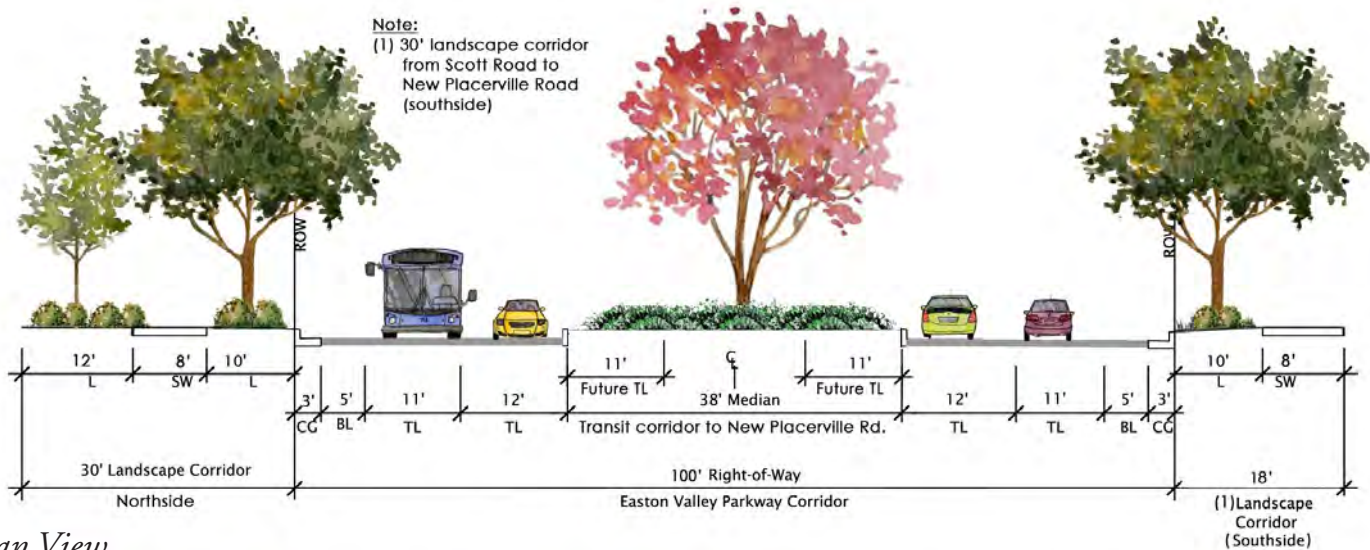 Note:
(1) 30' landscape corridor
from Scott Road to
New Placerville Road
(southside)
ROW
ROW
12'
L
8'
SW
10'
L
3'
CG
5'
BL
11'
TL
12'
TL
11'
Future TL
C
L
11'
Future TL
38' Median
Transit corridor to New Placerville Rd.
12'
TL
11'
TL
5'
BL
3'
CG
10'
L
8'
SW
30' Landscape Corridor
Northside
100' Right-of-Way
Easton Valley Parkway Corridor
18'
(1)Landscape
Corridor
(Southside)
an View